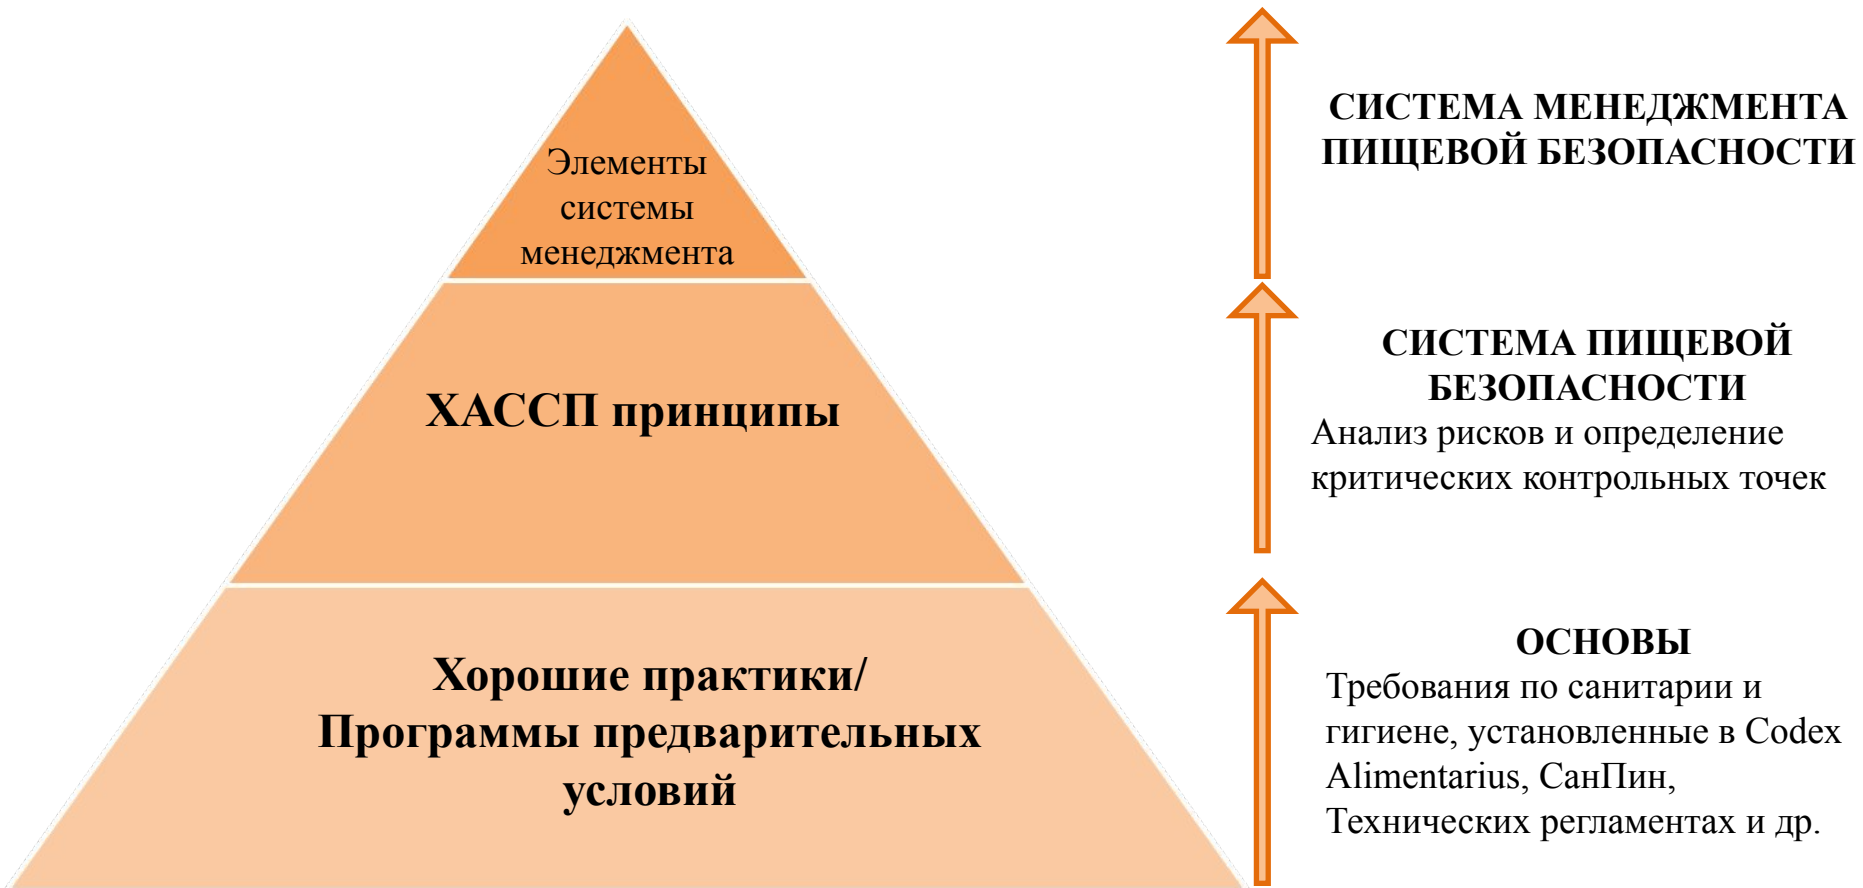 Элементы
системы
менеджмента
СИСТЕМА МЕНЕДЖМЕНТА
ПИЩЕВОЙ БЕЗОПАСНОСТИ
ХАССП принципы
СИСТЕМА ПИЩЕВОЙ
БЕЗОПАСНОСТИ
Анализ рисков и определение
критических контрольных точек
Хорошие практики/
Программы предварительных
условий
ОСНОВЫ
Требования по санитарии и
гигиене, установленные в Codex
Alimentarius, СанПин,
Технических регламентах и др.